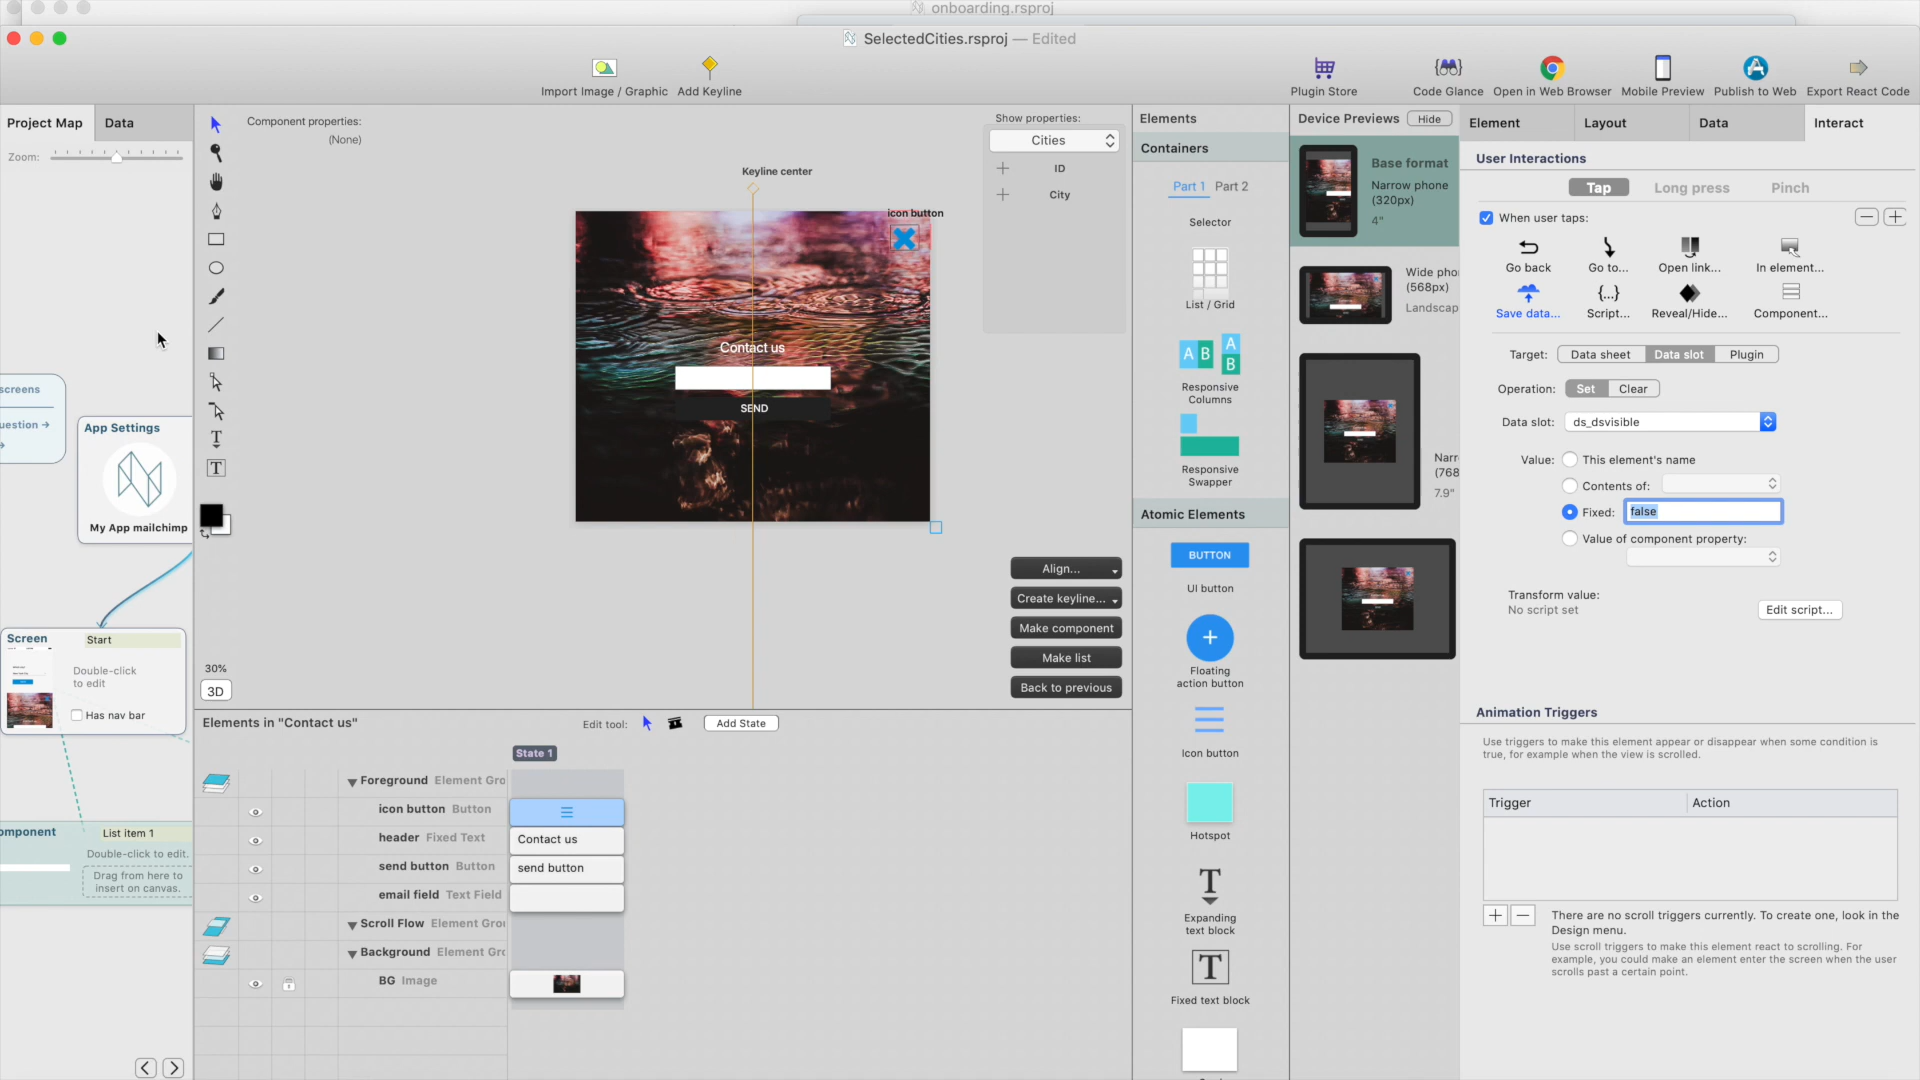 onboarding.rsproj
SelectedCities.rsproj — Edited
Import Image / Graphic
Add Keyline
Plugin Store
Code Glance
Open in Web Browser
Mobile Preview
Publish to Web
Export React Code
Project Map
Data
Zoom:
screens
uestion →
→
App Settings
My App mailchimp
Screen
Start
Double-click
to edit
Has nav bar
omponent
List item 1
Double-click to edit.
Drag from here to
insert on canvas.
Component properties:
(None)
30%
3D
Keyline center
icon button
Contact us
SEND
Show properties:
Cities
ID
City
Align...
Create keyline...
Make component
Make list
Back to previous
Elements in "Contact us"
Edit tool:
Add State
State 1
Foreground Element Gro
icon button Button
header Fixed Text
Contact us
send button Button
send button
email field Text Field
Scroll Flow Element Grou
Background Element Gro
BG Image
Elements
Containers
Part 1 Part 2
Selector
List / Grid
A B
A
B
Responsive
Columns
Responsive
Swapper
Atomic Elements
BUTTON
UI button
Floating
action button
Icon button
Hotspot
T
Expanding
text block
T
Fixed text block
Device Previews
Hide
Base format
Narrow phone
(320px)
4"
Wide pho
(568px)
Landscap
Narr
(768
7.9"
Element
Layout
Data
Interact
User Interactions
Tap
Long press
Pinch
When user taps:
Go back
Go to...
Open link...
In element...
Save data...
{...}
Script...
Reveal/Hide...
Component...
Target:
Data sheet
Data slot
Plugin
Operation:
Set
Clear
Data slot:
ds_dsvisible
Value:
This element's name
Contents of:
Fixed:
false
Value of component property:
Transform value:
No script set
Edit script...
Animation Triggers
Use triggers to make this element appear or disappear when some condition is
true, for example when the view is scrolled.
Trigger
Action
There are no scroll triggers currently. To create one, look in the
Design menu.
Use scroll triggers to make this element react to scrolling. For
example, you could make an element enter the screen when the user
scrolls past a certain point.